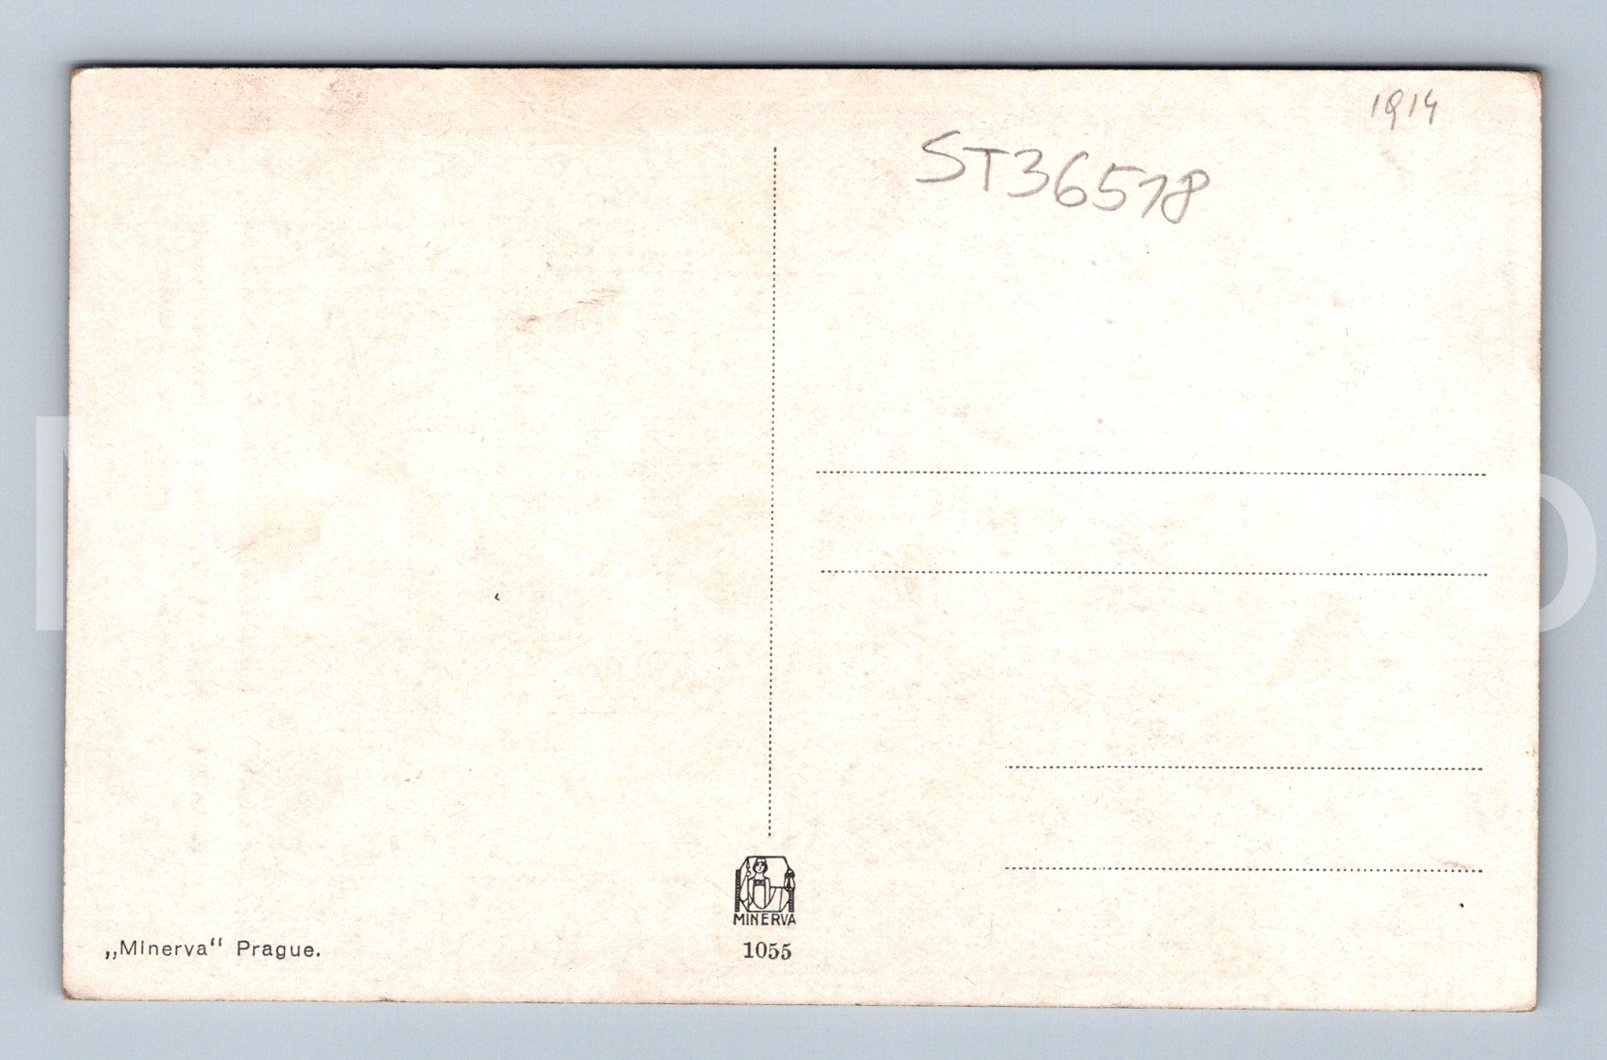 1914
ST36518
MINERVA
1055
„Minerva“ Prague.